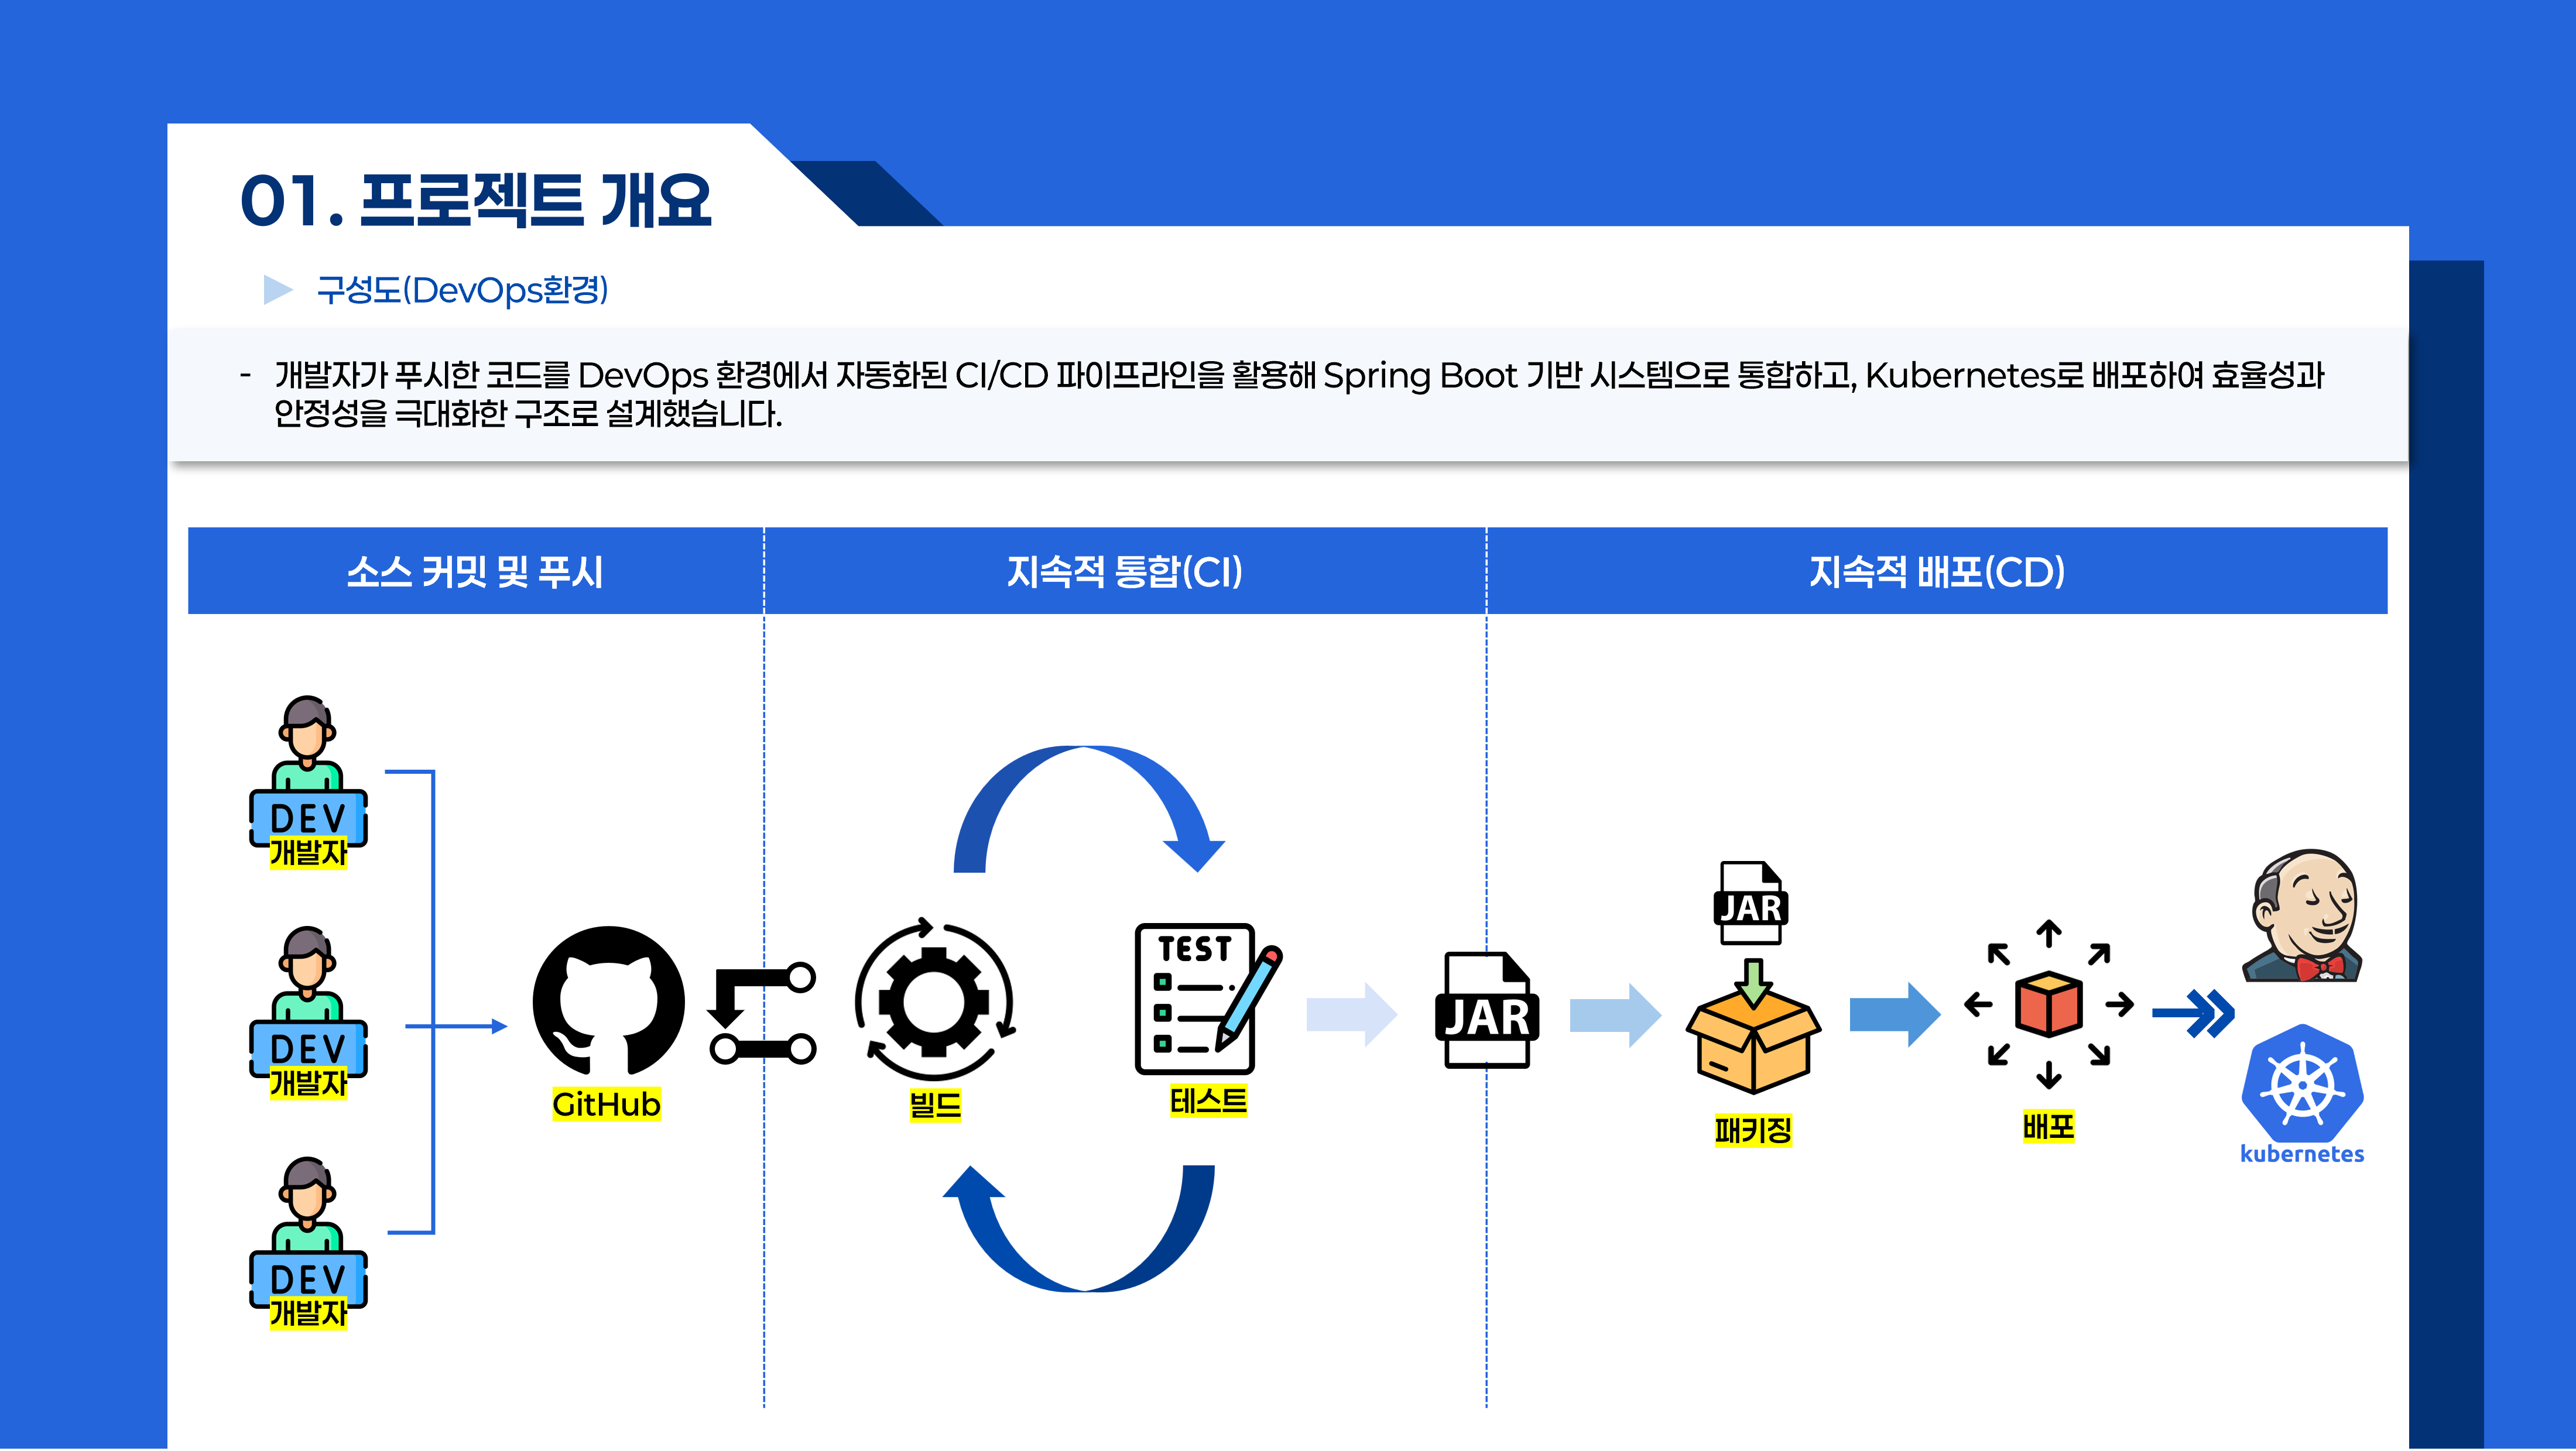 01. 프로젝트 개요
구성도(DevOps환경)
- 개발자가 푸시한 코드를 DevOps 환경에서 자동화된 CI/CD 파이프라인을 활용해 Spring Boot 기반 시스템으로 통합하고, Kubernetes로 배포하여 효율성과
안정성을 극대화한 구조로 설계했습니다.
소스 커밋 및 푸시
지속적 통합(CI)
지속적 배포(CD)
DEV
개발자
DEV
개발자
DEV
개발자
GitHub
빌드
TEST
테스트
JAR
JAR
패키징
배포
kubernetes